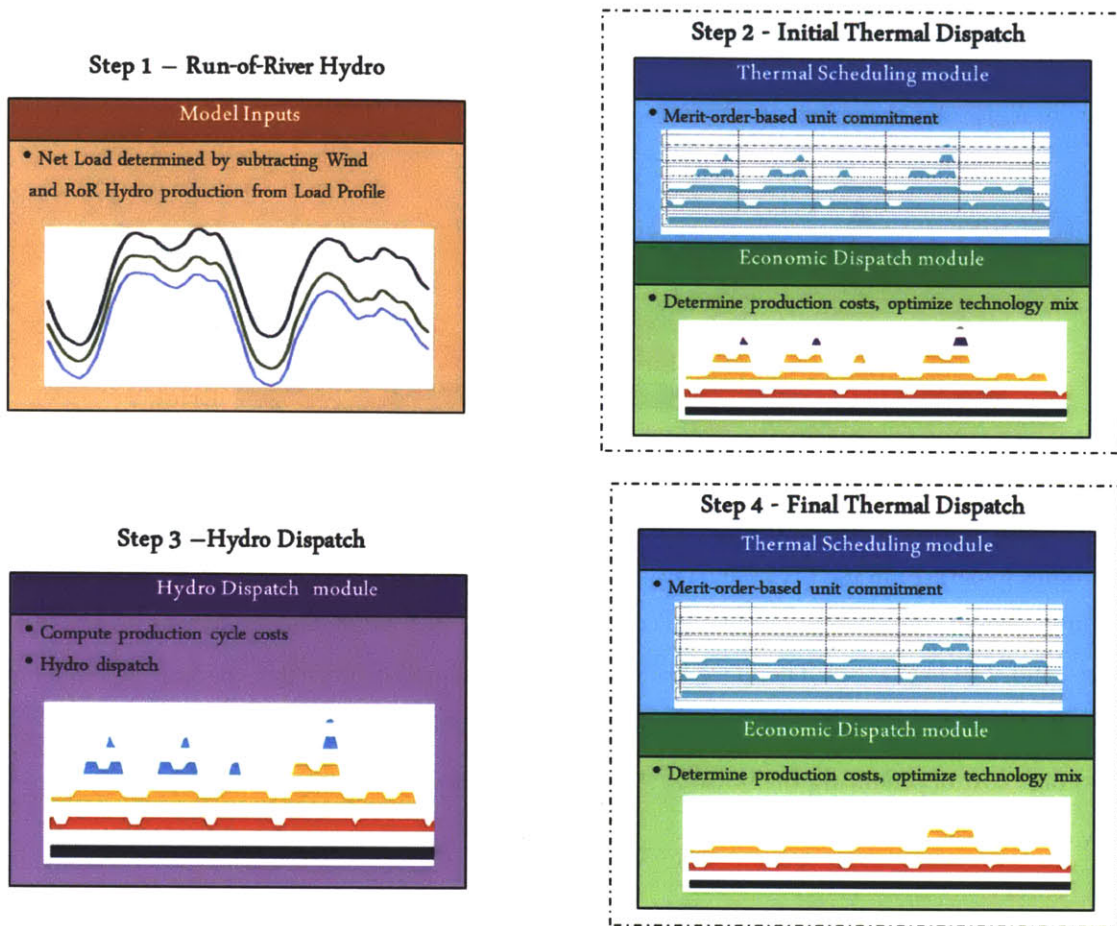 Step 1 – Run-of-River Hydro
Model Inputs
• Net Load determined by subtracting Wind
and RoR Hydro production from Load Profile
Step 2 - Initial Thermal Dispatch
Thermal Scheduling module
• Merit-order-based unit commitment
Economic Dispatch module
• Determine production costs, optimize technology mix
Step 3 –Hydro Dispatch
Hydro Dispatch module
• Compute production cycle costs
• Hydro dispatch
Step 4 - Final Thermal Dispatch
Thermal Scheduling module
• Merit-order-based unit commitment
Economic Dispatch module
• Determine production costs, optimize technology mix